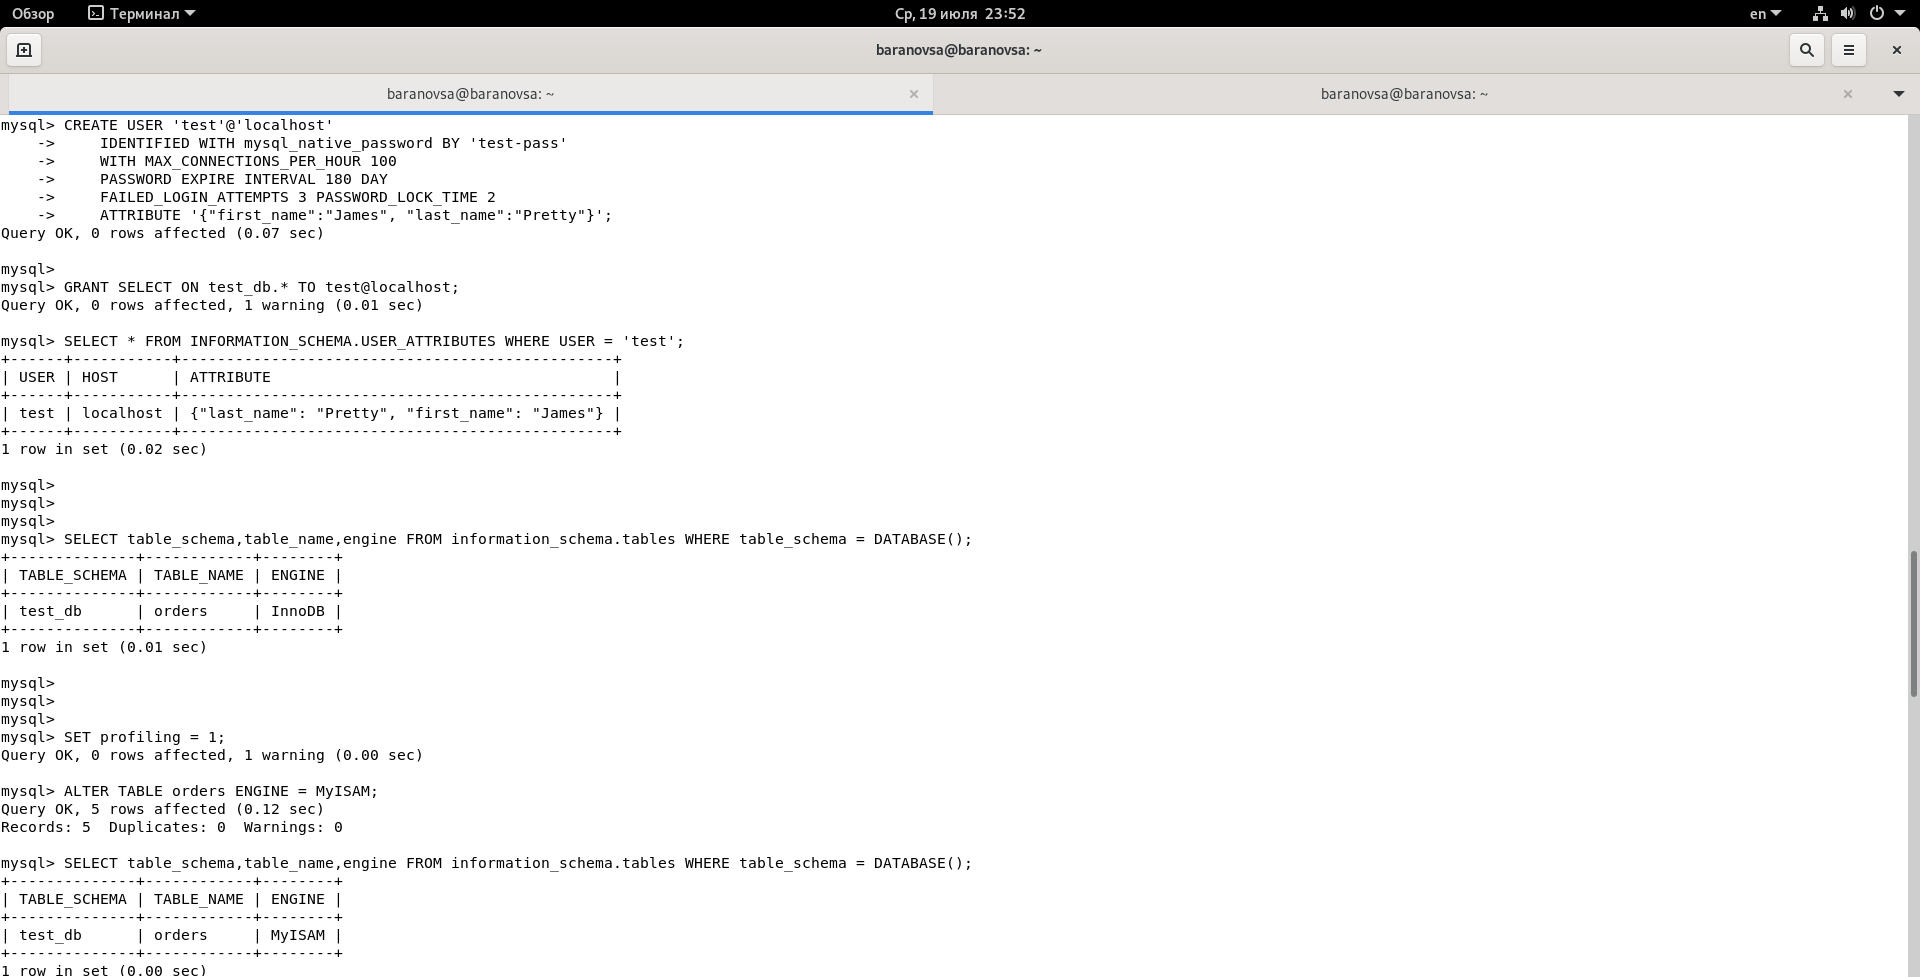 Обзор Терминал Ср, 19 июля 23:52 en
baranovsa@baranovsa: ~
baranovsa@baranovsa: ~ baranovsa@baranovsa: ~
mysql> CREATE USER 'test'@'localhost'
    ->     IDENTIFIED WITH mysql_native_password BY 'test-pass'
    ->     WITH MAX_CONNECTIONS_PER_HOUR 100
    ->     PASSWORD EXPIRE INTERVAL 180 DAY
    ->     FAILED_LOGIN_ATTEMPTS 3 PASSWORD_LOCK_TIME 2
    ->     ATTRIBUTE '{"first_name":"James", "last_name":"Pretty"}';
Query OK, 0 rows affected (0.07 sec)

mysql>
mysql> GRANT SELECT ON test_db.* TO test@localhost;
Query OK, 0 rows affected, 1 warning (0.01 sec)

mysql> SELECT * FROM INFORMATION_SCHEMA.USER_ATTRIBUTES WHERE USER = 'test';
+------+-----------+------------------------------------------------+
| USER | HOST      | ATTRIBUTE                                      |
+------+-----------+------------------------------------------------+
| test | localhost | {"last_name": "Pretty", "first_name": "James"} |
+------+-----------+------------------------------------------------+
1 row in set (0.02 sec)

mysql>
mysql>
mysql>
mysql> SELECT table_schema,table_name,engine FROM information_schema.tables WHERE table_schema = DATABASE();
+--------------+------------+--------+
| TABLE_SCHEMA | TABLE_NAME | ENGINE |
+--------------+------------+--------+
| test_db      | orders     | InnoDB |
+--------------+------------+--------+
1 row in set (0.01 sec)

mysql>
mysql>
mysql>
mysql> SET profiling = 1;
Query OK, 0 rows affected, 1 warning (0.00 sec)

mysql> ALTER TABLE orders ENGINE = MyISAM;
Query OK, 5 rows affected (0.12 sec)
Records: 5  Duplicates: 0  Warnings: 0

mysql> SELECT table_schema,table_name,engine FROM information_schema.tables WHERE table_schema = DATABASE();
+--------------+------------+--------+
| TABLE_SCHEMA | TABLE_NAME | ENGINE |
+--------------+------------+--------+
| test_db      | orders     | MyISAM |
+--------------+------------+--------+
1 row in set (0.00 sec)